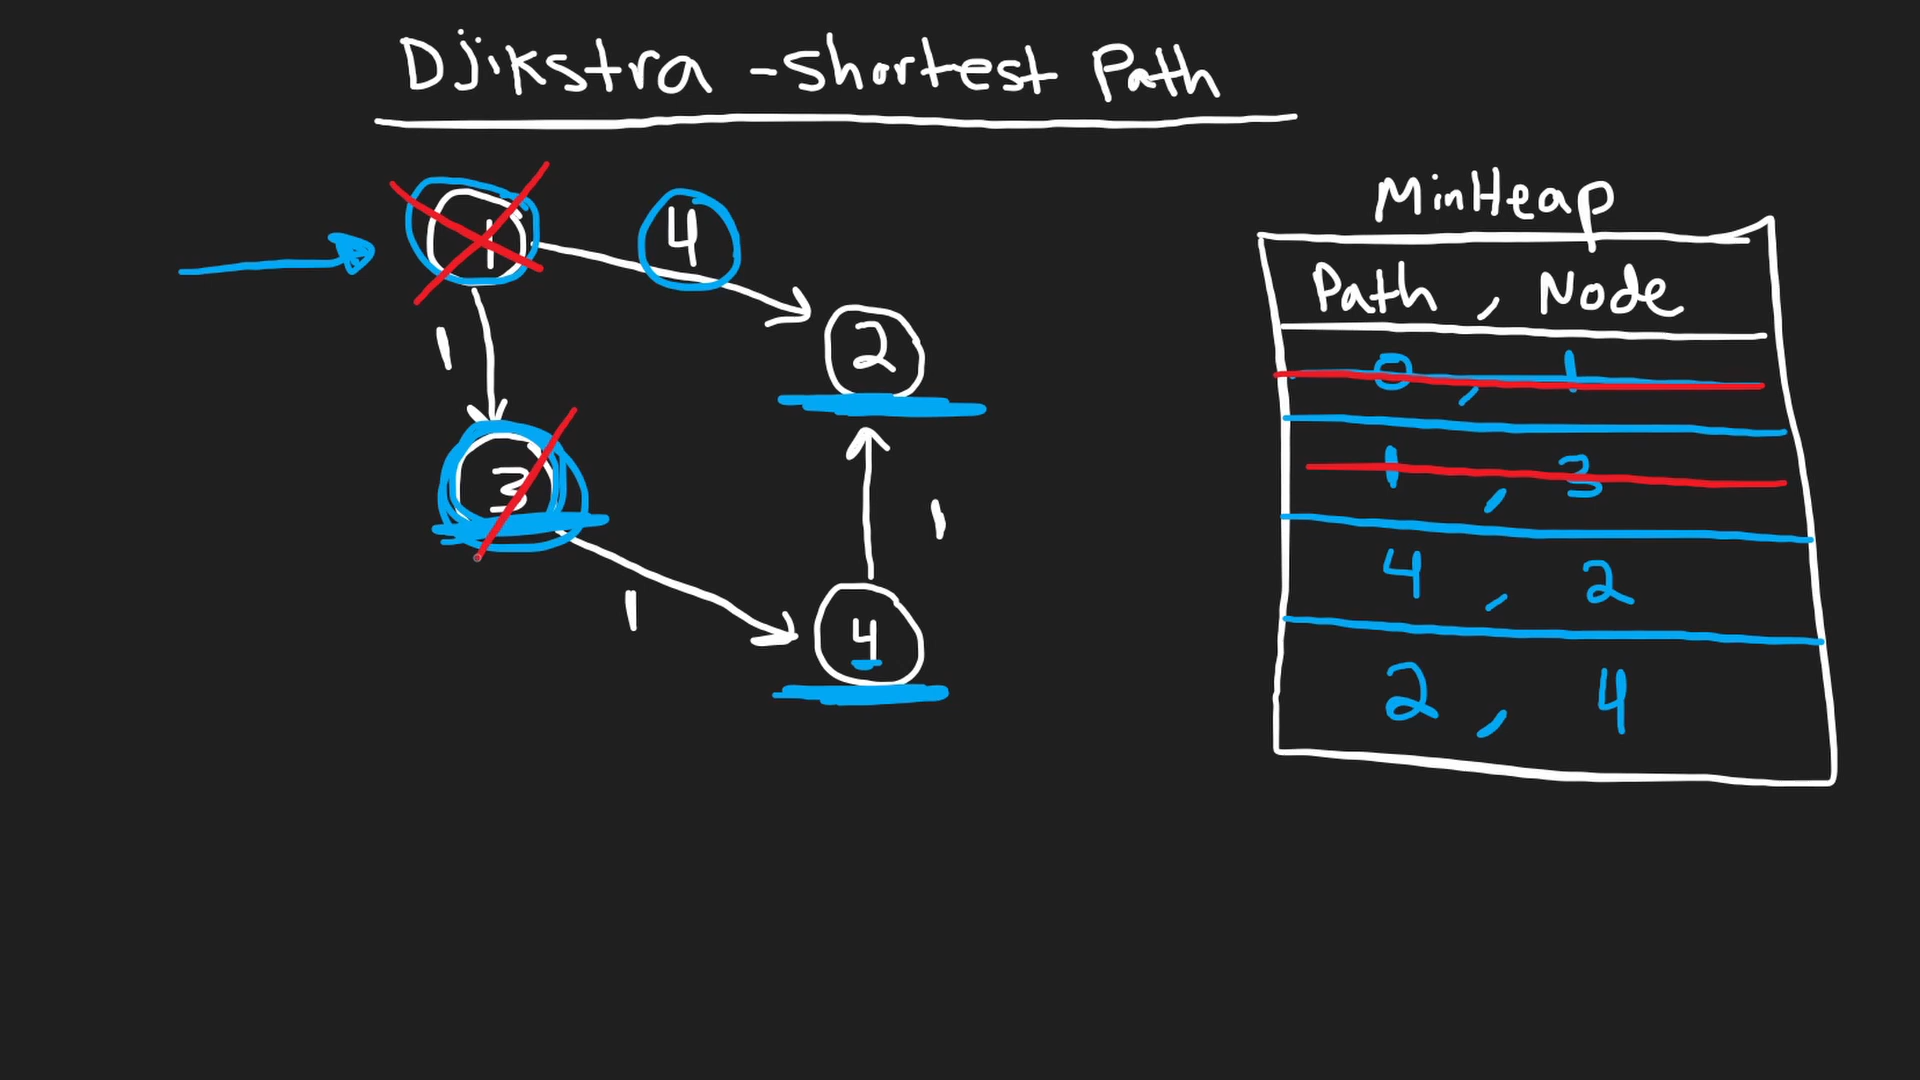 Djikstra - Shortest Path
1
4
2
1
3
1
1
4
MinHeap
Path , Node
0 , 1
1 , 3
4 , 2
2 , 4